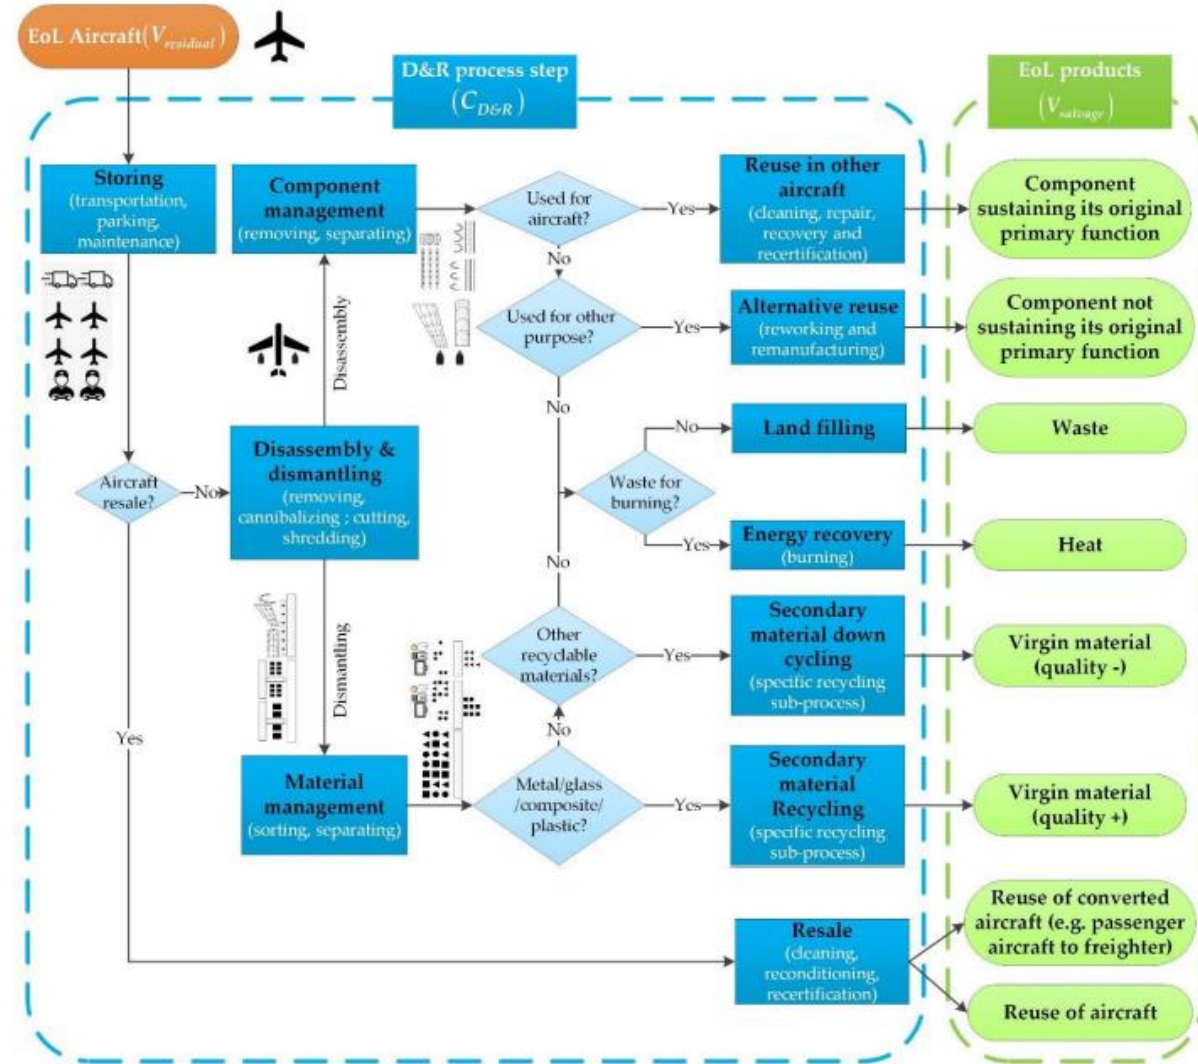 EoL Aircraft(V_residual)
D&R process step
(C_D&R)
EoL products
(V_salvage)
Storing
(transportation,
parking,
maintenance)
Component
management
(removing, separating)
Used for
aircraft?
Yes
Reuse in other
aircraft
(cleaning, repair,
recovery and
recertification)
Component
sustaining its original
primary function
No
Used for other
purpose?
Yes
Alternative reuse
(reworking and
remanufacturing)
Component not
sustaining its original
primary function
Disassembly
No
No
Land filling
Waste
Aircraft
resale?
No
Disassembly &
dismantling
(removing,
cannibalizing ; cutting,
shredding)
Waste for
burning?
Yes
Energy recovery
(burning)
Heat
No
Dismantling
Other
recyclable
materials?
Yes
Secondary
material down
cycling
(specific recycling
sub-process)
Virgin material
(quality -)
Yes
No
Material
management
(sorting, separating)
Metal/glass
/composite/
plastic?
Yes
Secondary
material
Recycling
(specific recycling
sub-process)
Virgin material
(quality +)
Resale
(cleaning,
reconditioning,
recertification)
Reuse of converted
aircraft (e.g. passenger
aircraft to freighter)
Reuse of aircraft